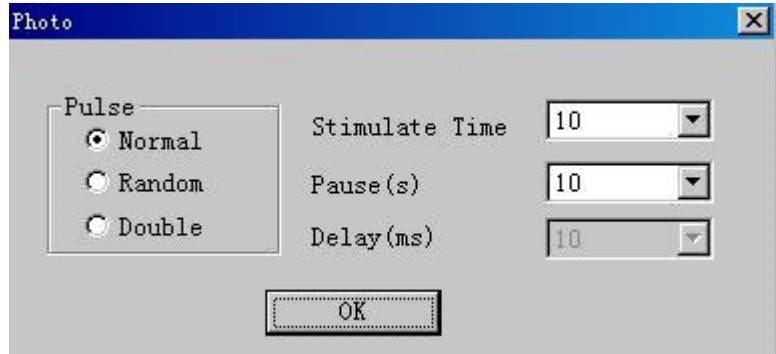 Photo
Pulse
Normal
Random
Double
Stimulate Time 10
Pause(s) 10
Delay(ms) 10
OK